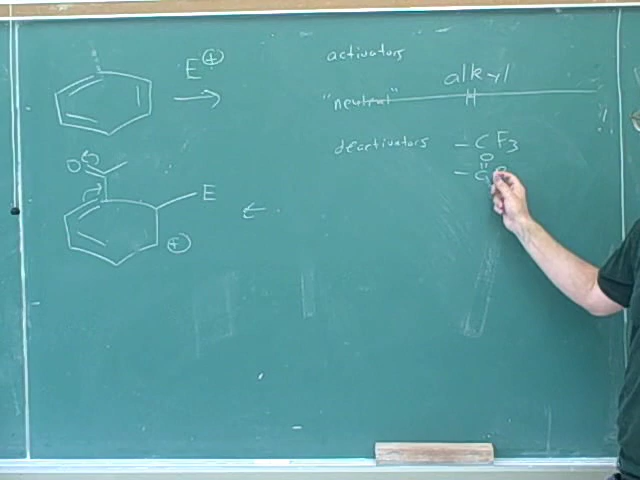 activators
E⊕
alkyl
"neutral"
H
deactivators – CF3
O
O
– C
E
⊕